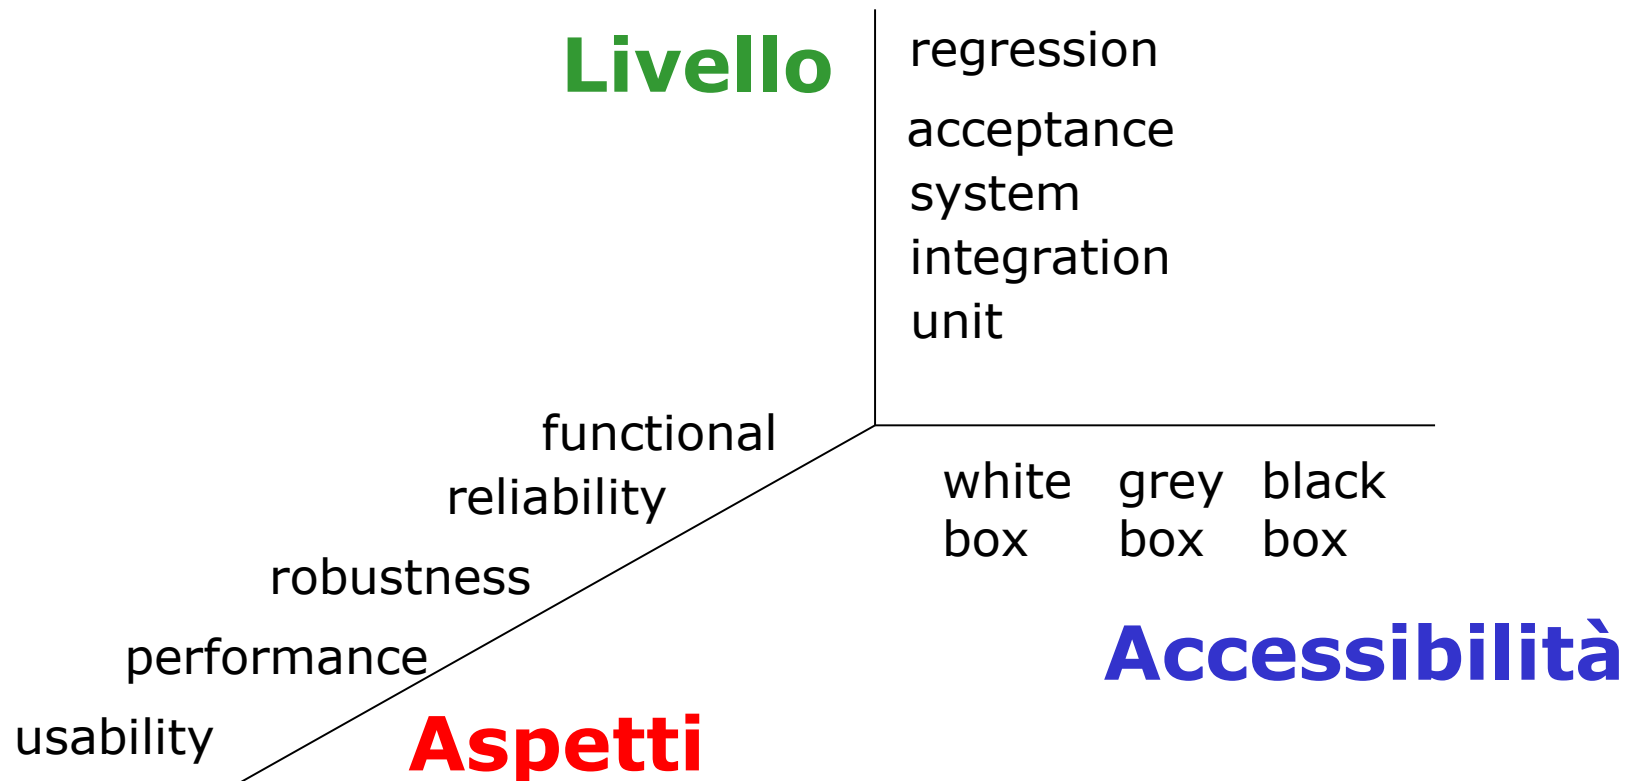 Livello
regression
acceptance
system
integration
unit
functional
reliability
robustness
performance
usability
Aspetti
white grey black
box box box
Accessibilità